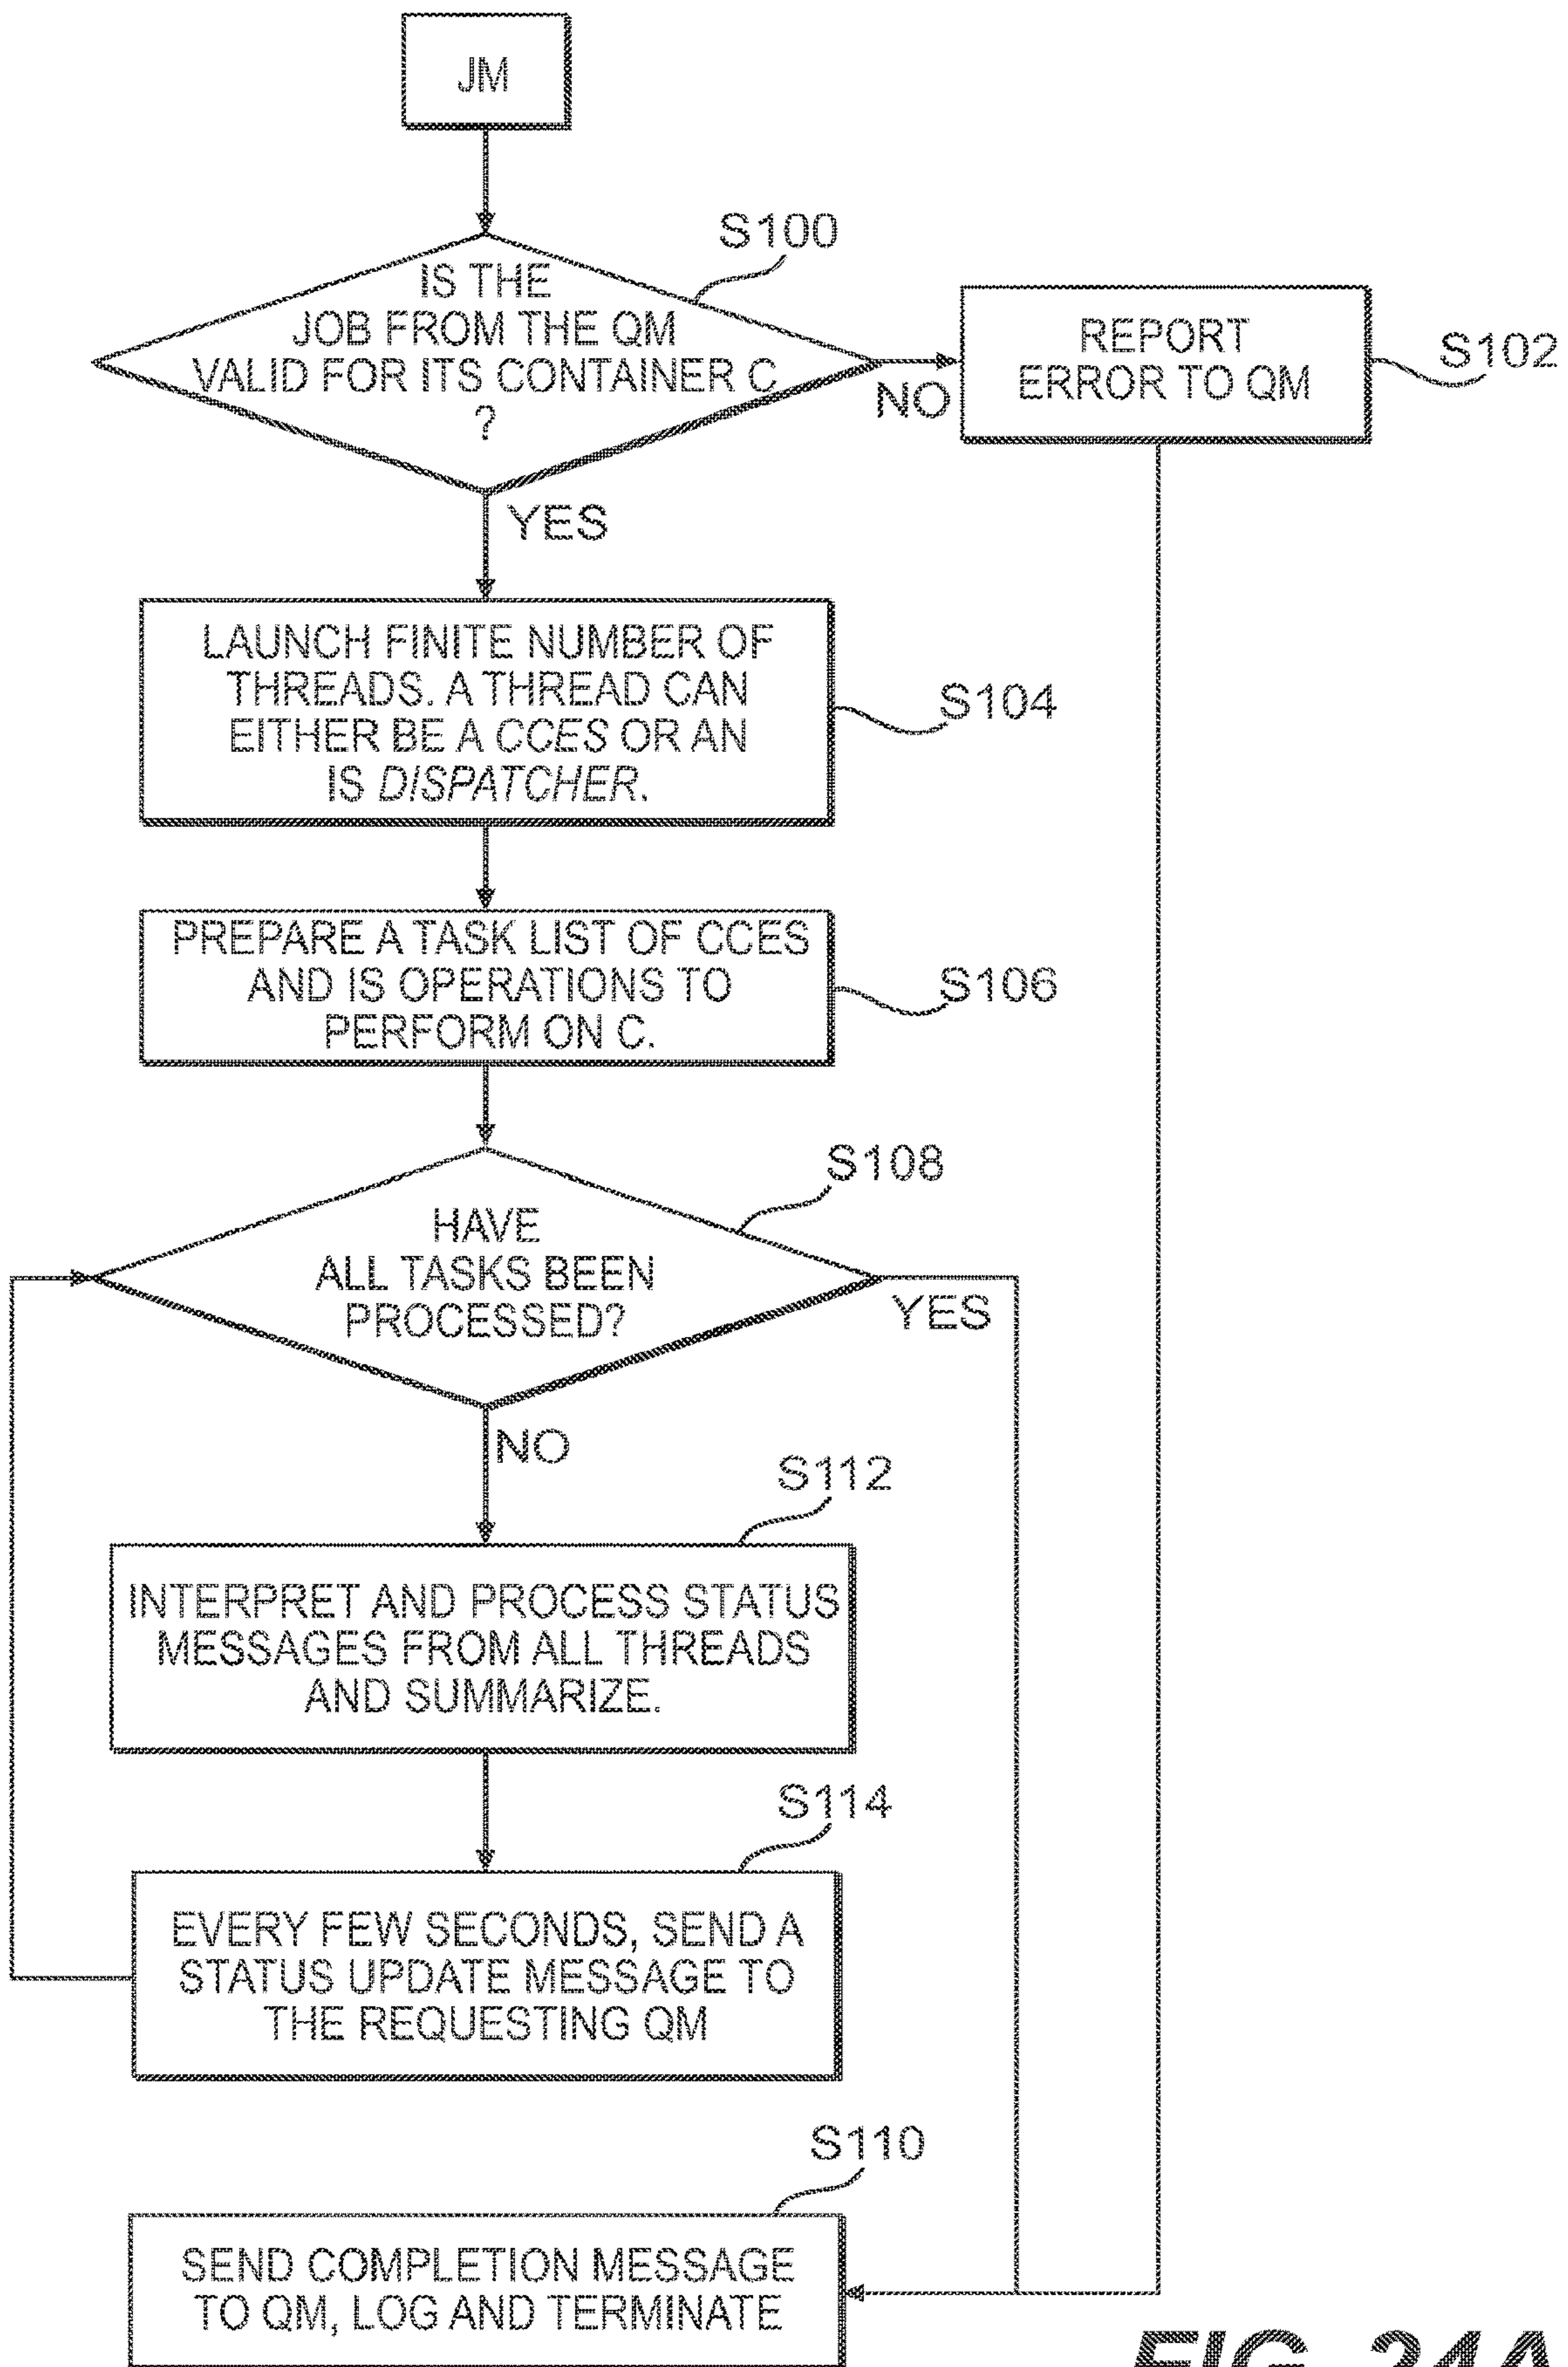 JM
S100
IS THE
JOB FROM THE QM
VALID FOR ITS CONTAINER C
?
NO
REPORT
ERROR TO QM
S102
YES
LAUNCH FINITE NUMBER OF
THREADS. A THREAD CAN
EITHER BE A CCES OR AN
IS DISPATCHER.
S104
PREPARE A TASK LIST OF CCES
AND IS OPERATIONS TO
PERFORM ON C.
S106
S108
HAVE
ALL TASKS BEEN
PROCESSED?
YES
NO
S112
INTERPRET AND PROCESS STATUS
MESSAGES FROM ALL THREADS
AND SUMMARIZE.
S114
EVERY FEW SECONDS, SEND A
STATUS UPDATE MESSAGE TO
THE REQUESTING QM
S110
SEND COMPLETION MESSAGE
TO QM, LOG AND TERMINATE
FIG. 24A